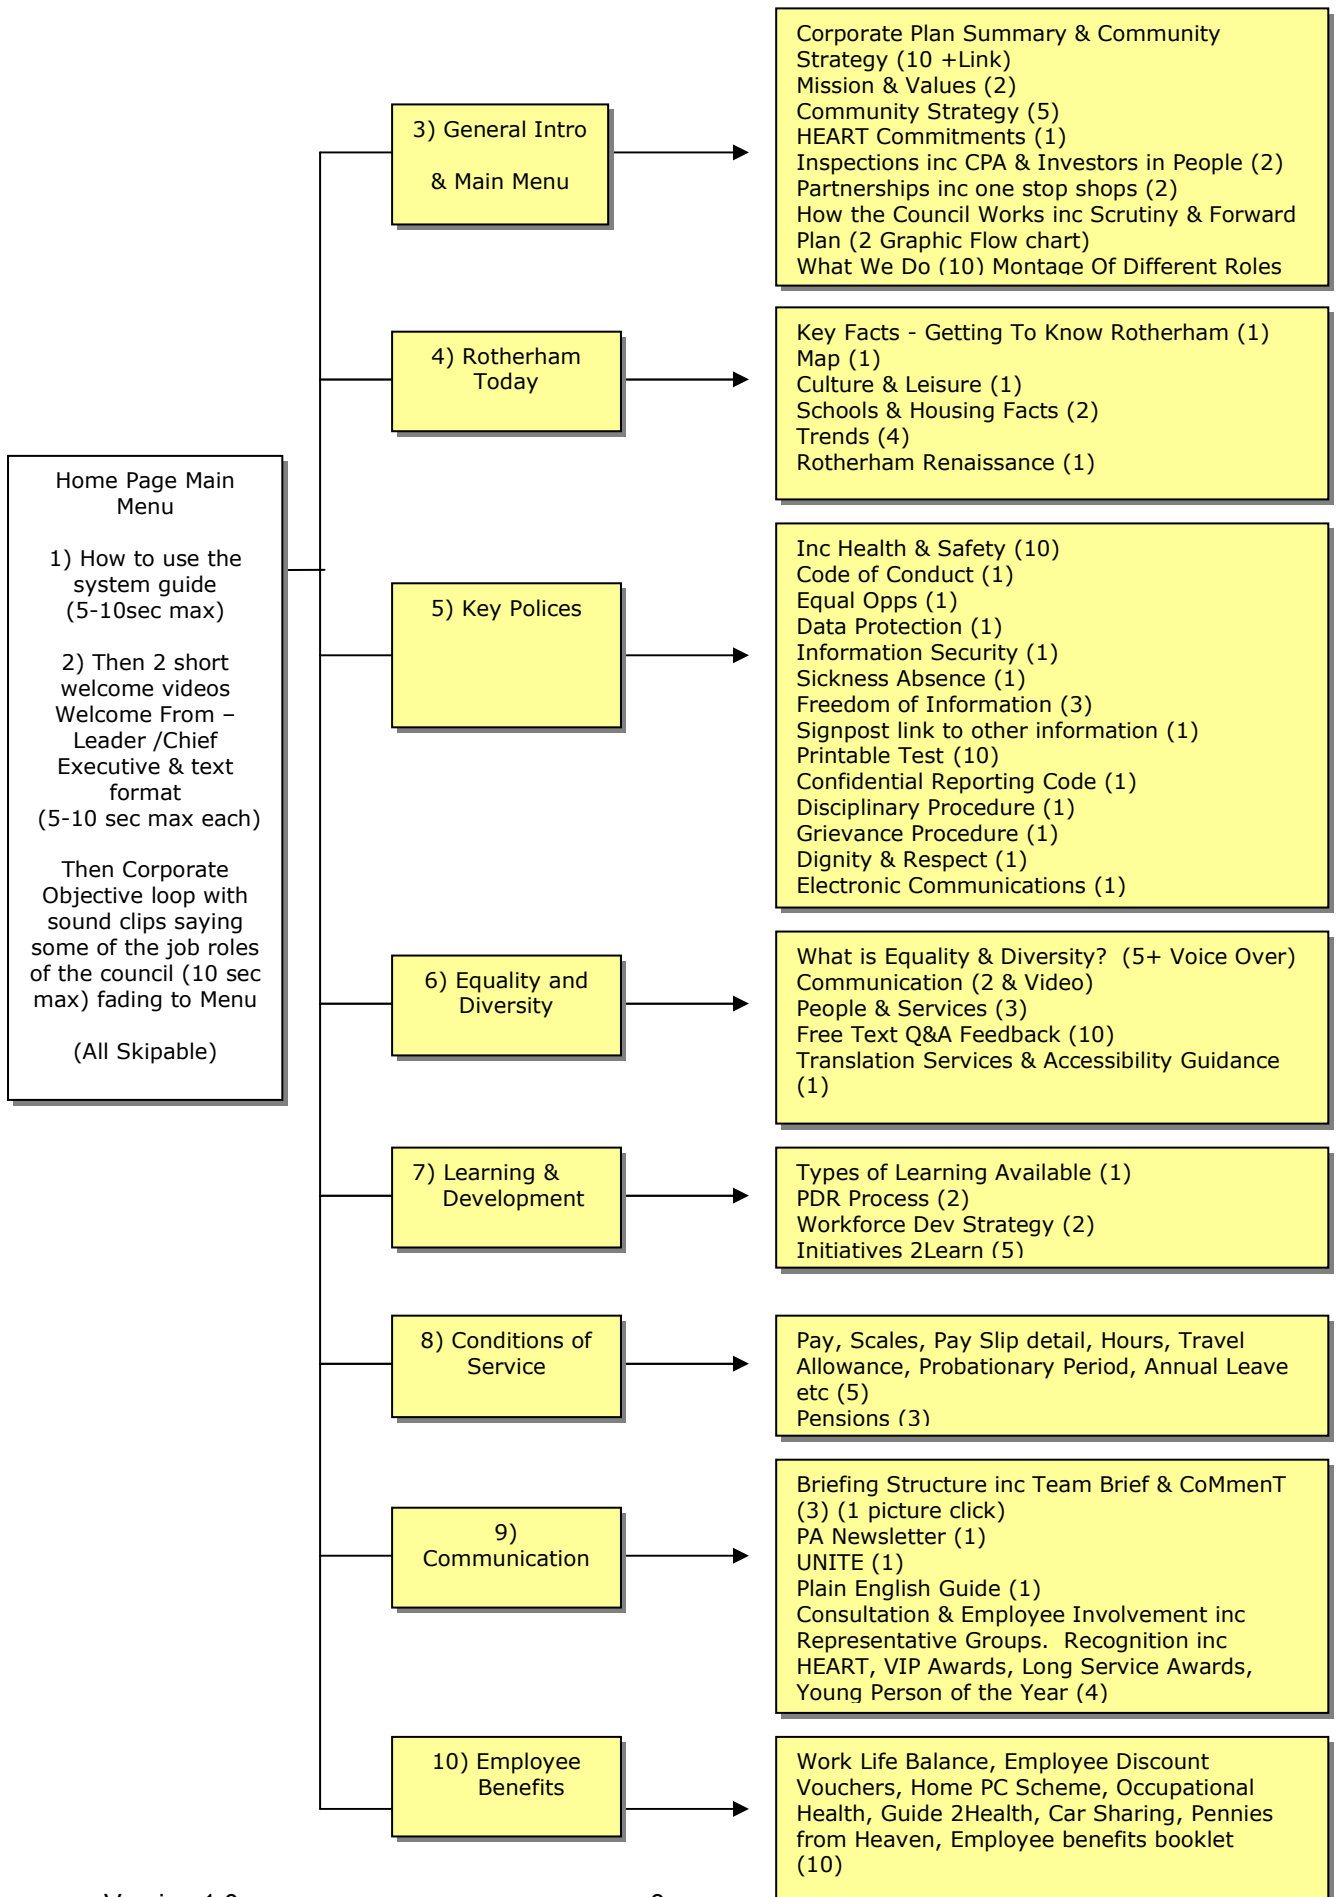 Home Page Main
Menu
1) How to use the
system guide
(5-10sec max)
2) Then 2 short
welcome videos
Welcome From –
Leader /Chief
Executive & text
format
(5-10 sec max each)
Then Corporate
Objective loop with
sound clips saying
some of the job roles
of the council (10 sec
max) fading to Menu
(All Skipable)
3) General Intro
& Main Menu
Corporate Plan Summary & Community
Strategy (10 +Link)
Mission & Values (2)
Community Strategy (5)
HEART Commitments (1)
Inspections inc CPA & Investors in People (2)
Partnerships inc one stop shops (2)
How the Council Works inc Scrutiny & Forward
Plan (2 Graphic Flow chart)
What We Do (10) Montage Of Different Roles
4) Rotherham
Today
Key Facts - Getting To Know Rotherham (1)
Map (1)
Culture & Leisure (1)
Schools & Housing Facts (2)
Trends (4)
Rotherham Renaissance (1)
5) Key Polices
Inc Health & Safety (10)
Code of Conduct (1)
Equal Opps (1)
Data Protection (1)
Information Security (1)
Sickness Absence (1)
Freedom of Information (3)
Signpost link to other information (1)
Printable Test (10)
Confidential Reporting Code (1)
Disciplinary Procedure (1)
Grievance Procedure (1)
Dignity & Respect (1)
Electronic Communications (1)
6) Equality and
Diversity
What is Equality & Diversity?  (5+ Voice Over)
Communication (2 & Video)
People & Services (3)
Free Text Q&A Feedback (10)
Translation Services & Accessibility Guidance
(1)
7) Learning &
Development
Types of Learning Available (1)
PDR Process (2)
Workforce Dev Strategy (2)
Initiatives 2Learn (5)
8) Conditions of
Service
Pay, Scales, Pay Slip detail, Hours, Travel
Allowance, Probationary Period, Annual Leave
etc (5)
Pensions (3)
9)
Communication
Briefing Structure inc Team Brief & CoMmenT
(3) (1 picture click)
PA Newsletter (1)
UNITE (1)
Plain English Guide (1)
Consultation & Employee Involvement inc
Representative Groups.  Recognition inc
HEART, VIP Awards, Long Service Awards,
Young Person of the Year (4)
10) Employee
Benefits
Work Life Balance, Employee Discount
Vouchers, Home PC Scheme, Occupational
Health, Guide 2Health, Car Sharing, Pennies
from Heaven, Employee benefits booklet
(10)